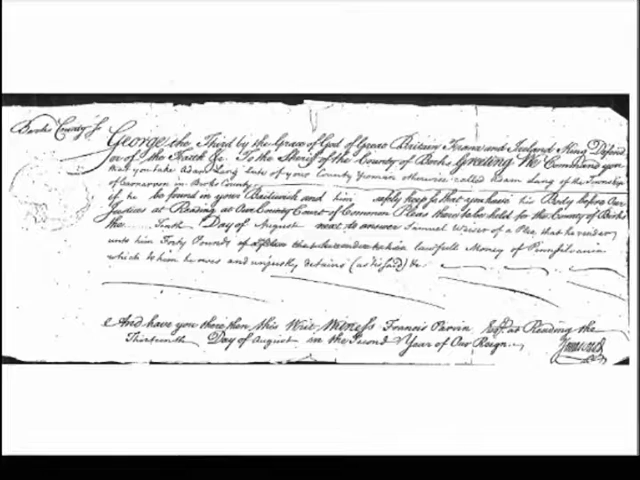 Berks County Ss
George the Third by the Grace of God of Great Britain France and Ireland King Defend
er of the Faith &c. To the Sheriff of the County of Berks Greeting We Command you
that you take Adam Lang late of your County Yeoman otherwise called Adam Lang of the Township
of Carnarvon in Berks County
if he be found in your Bailiwick and him safely keep so that you have his Body before Our
Justices at Reading at Our County Court of Common Pleas there to be held for the County of Berks
the Tenth Day of August next to answer Samuel Weiser of a Plea that he render
unto him Forty Pounds lawfull Money of Pennsilvania
which to him he owes and unjustly detains (as tis said) &c
And have you there then this Writ, Witness Francis Parvin Esqr. at Reading the
Thirteenth Day of August in the Second Year of Our Reign